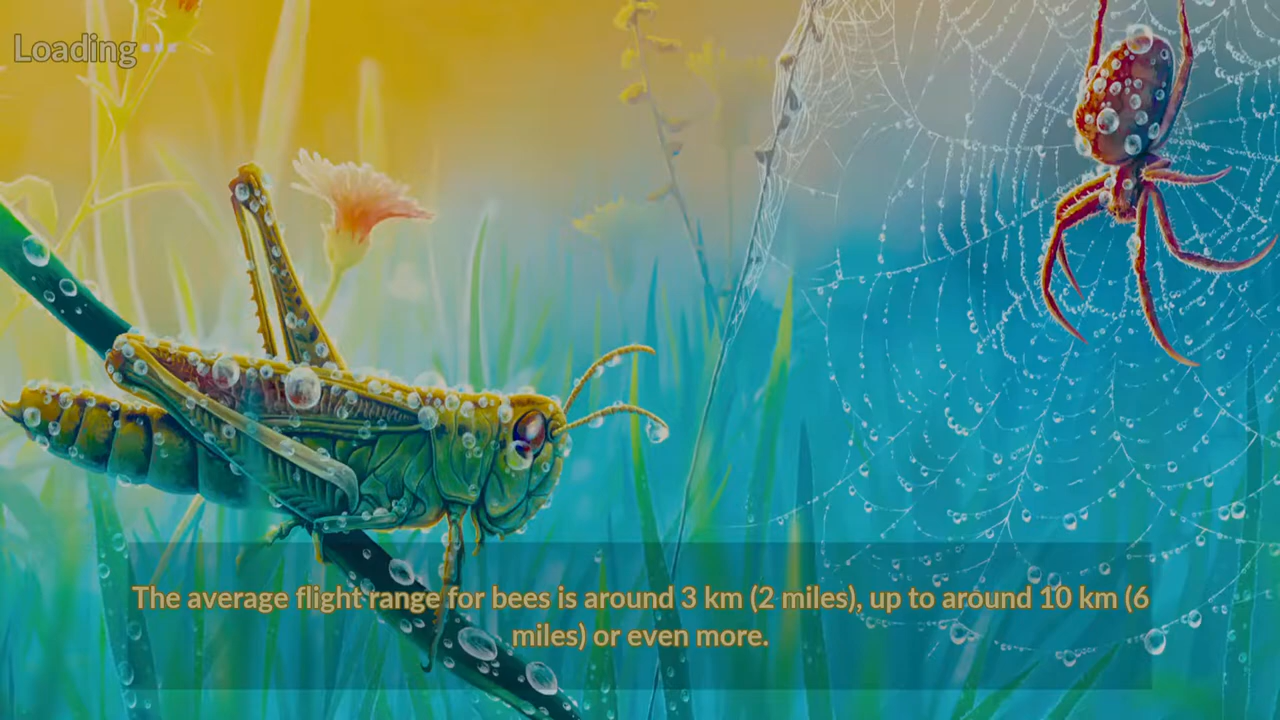 Loading...
The average flight range for bees is around 3 km (2 miles), up to around 10 km (6
miles) or even more.